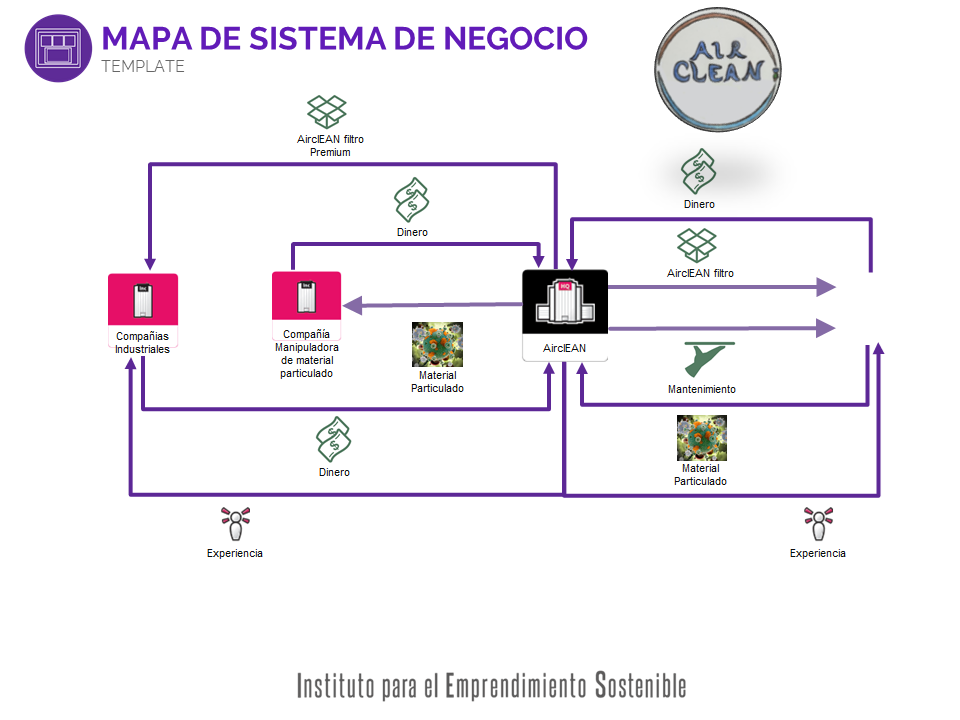 MAPA DE SISTEMA DE NEGOCIO
TEMPLATE
AIR
CLEAN
AirclEAN filtro
Premium
Dinero
Dinero
AirclEAN filtro
HQ
Compañias
Industriales
Compañía
Manipuladora
de material
particulado
AirclEAN
Material
Particulado
Mantenimiento
Dinero
Material
Particulado
Experiencia
Experiencia
Instituto para el Emprendimiento Sostenible